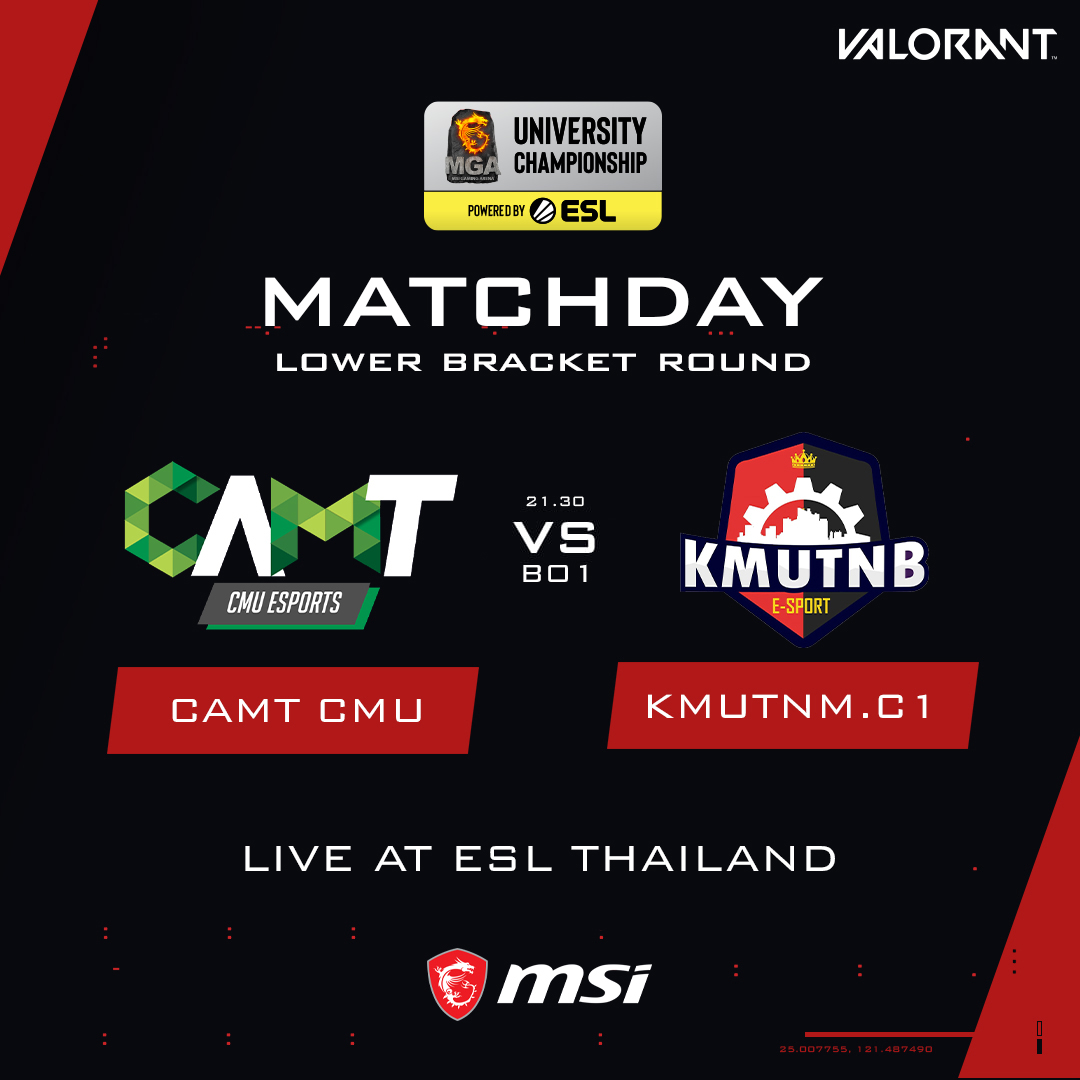 VALORANT
MGA
UNIVERSITY
CHAMPIONSHIP
POWERED BY ESL
MATCHDAY
LOWER BRACKET ROUND
CAMT
CMU ESPORTS
21.30
VS
BO1
KMUTNB
E-SPORT
CAMT CMU
KMUTNM.C1
LIVE AT ESL THAILAND
msi
25.007755, 121.487490